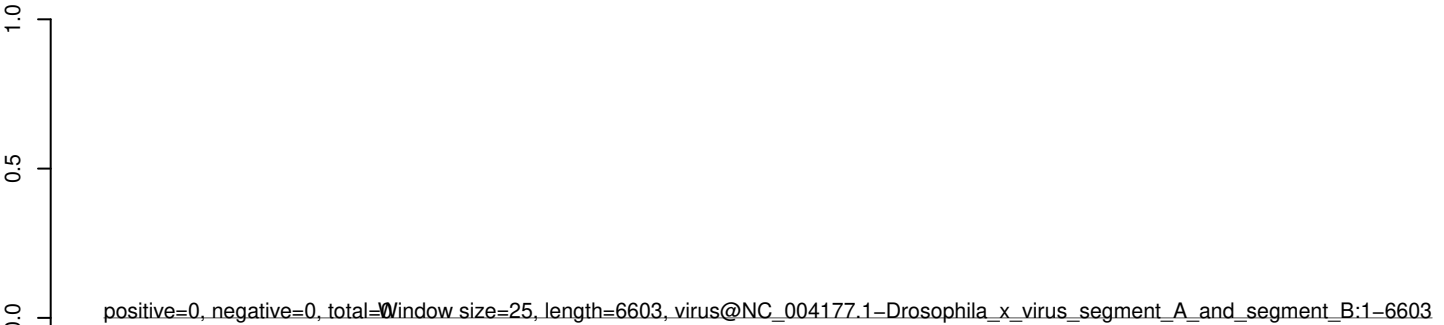 1.0
0.5
0.0
positive=0, negative=0, total=0
Window size=25, length=6603, virus@NC_004177.1−Drosophila_x_virus_segment_A_and_segment_B:1−6603